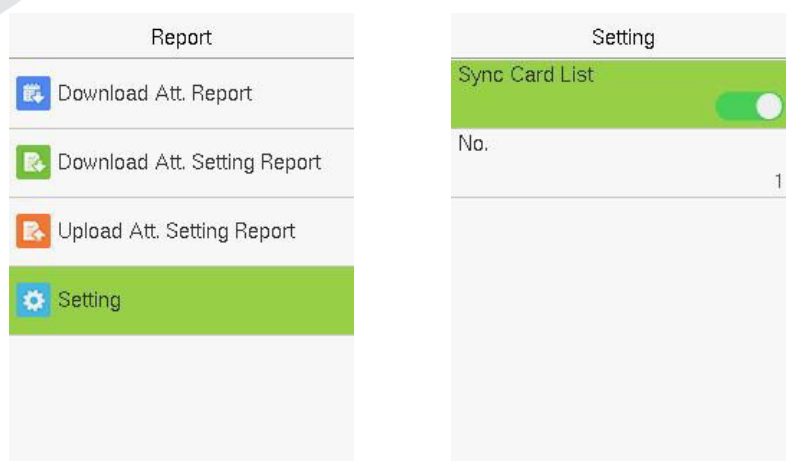 Report
Download Att. Report
Download Att. Setting Report
Upload Att. Setting Report
Setting
Setting
Sync Card List
No.
1